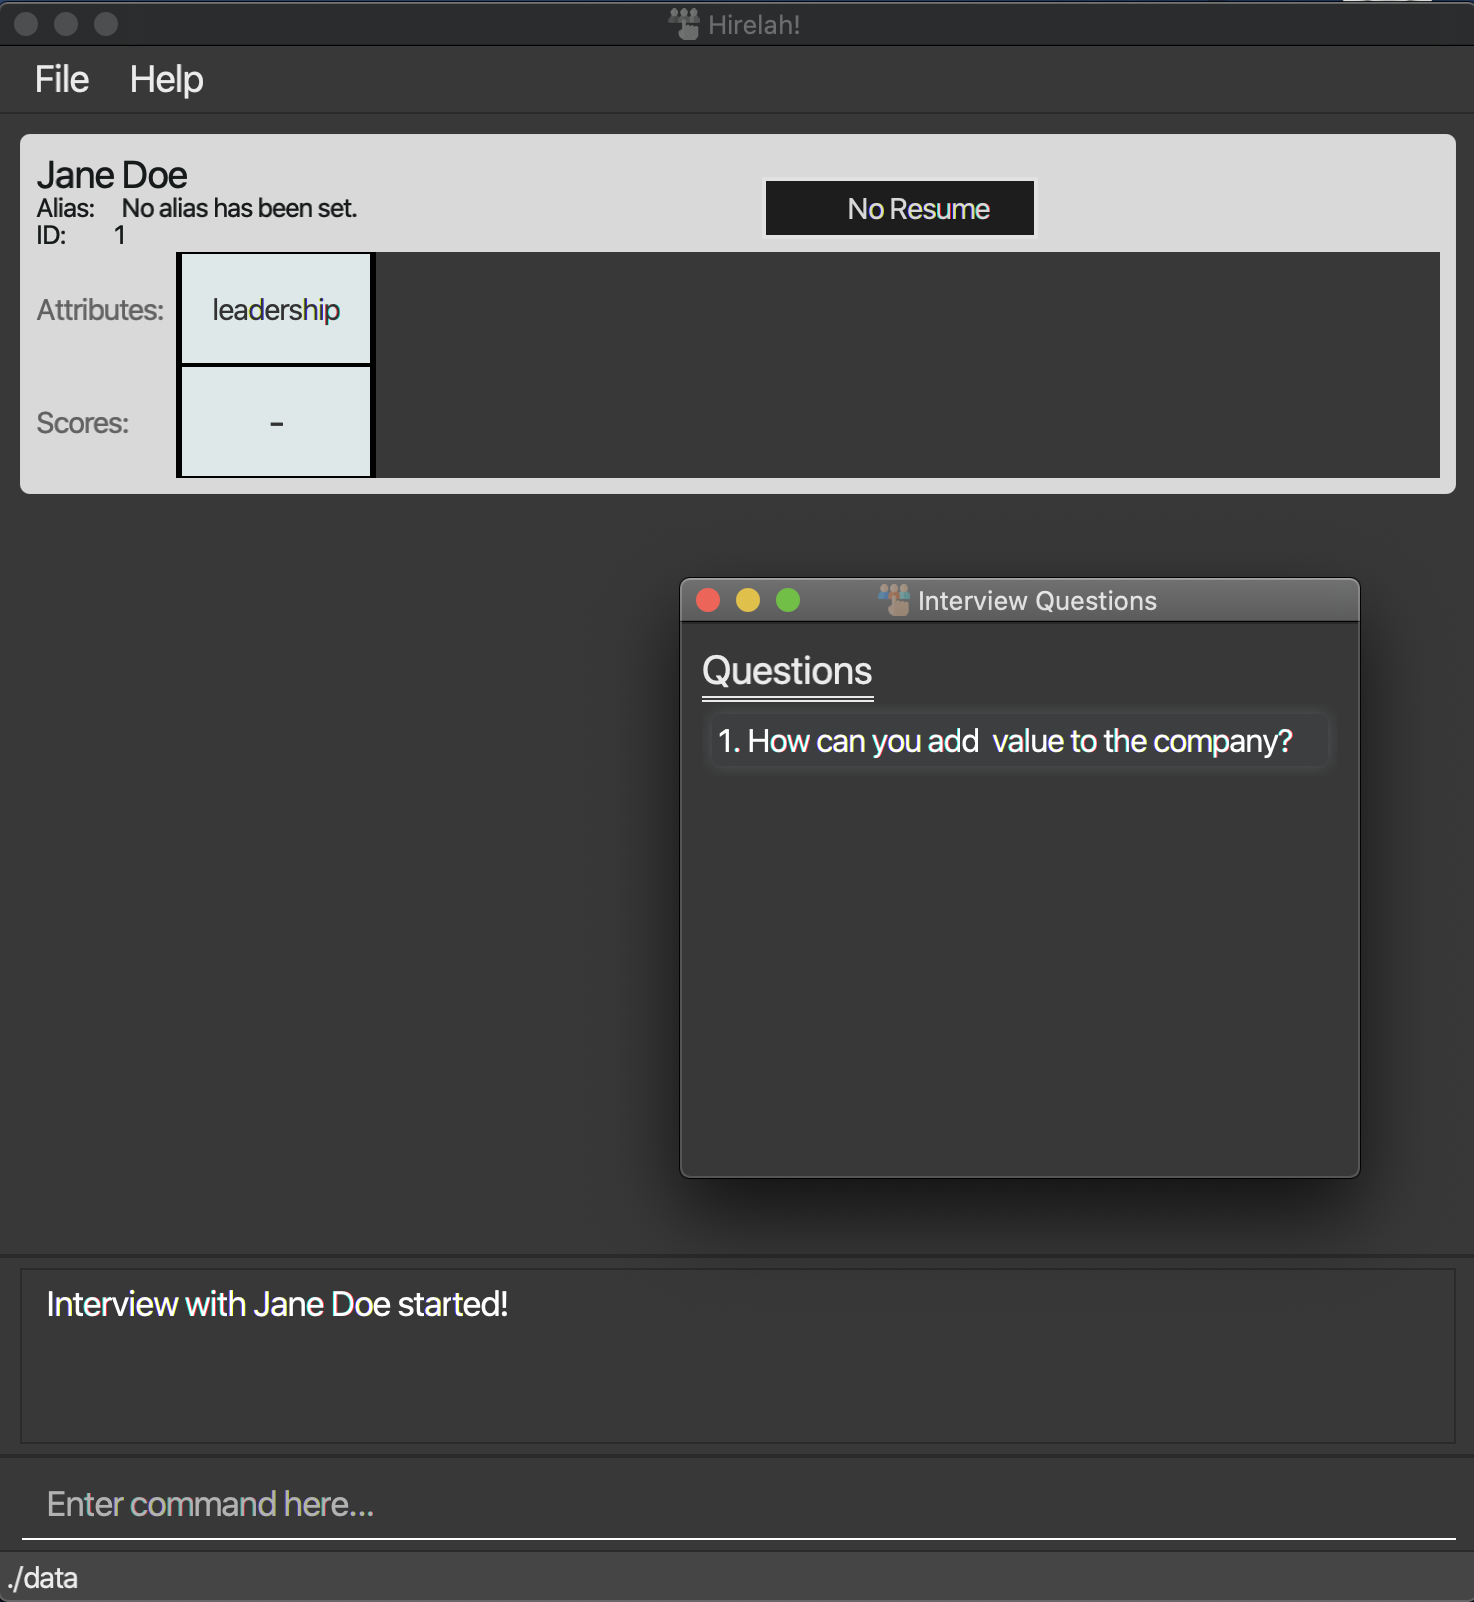 Hirelah!
File Help
Jane Doe
Alias: No alias has been set.
ID: 1
No Resume
Attributes: leadership
Scores: -
Interview Questions
Questions
1. How can you add  value to the company?
Interview with Jane Doe started!
Enter command here...
./data